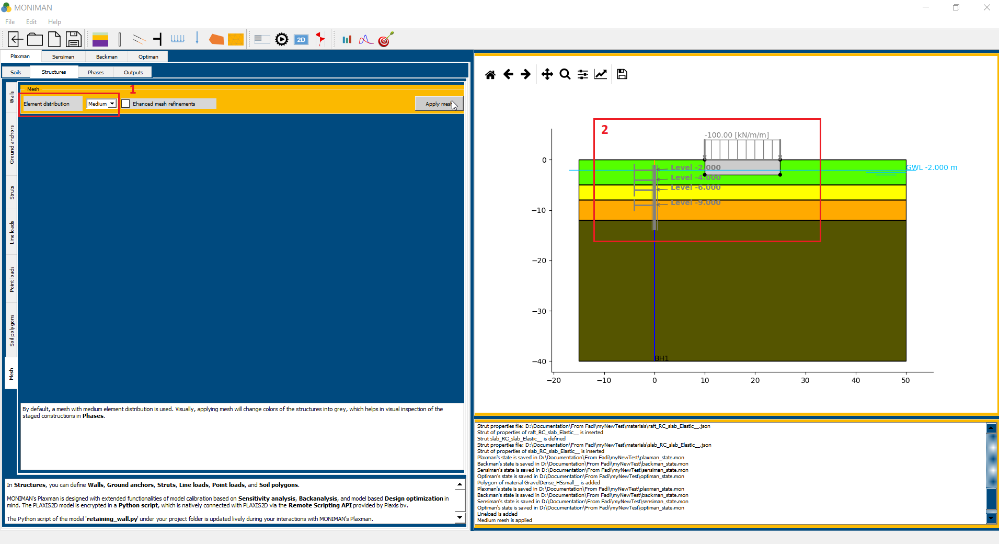 MONIMAN
File Edit Help
2D
Plaxman Sensiman Backman Optiman
Soils Structures Phases Outputs
Walls
Ground anchors
Struts
Line loads
Point loads
Soil polygons
Mesh
Mesh
1
Element distribution Medium Ehanced mesh refinements Apply mesh
By default, a mesh with medium element distribution is used. Visually, applying mesh will change colors of the structures into grey, which helps in visual inspection of the
staged constructions in Phases.
In Structures, you can define Walls, Ground anchors, Struts, Line loads, Point loads, and Soil polygons.
MONIMAN's Plaxman is designed with extended functionalities of model calibration based on Sensitivity analysis, Backanalysis, and model based Design optimization in
mind. The PLAXIS2D model is encrypted in a Python script, which is natively connected with PLAXIS2D via the Remote Scripting API provided by Plaxis bv.
The Python script of the model 'retaining_wall.py' under your project folder is updated lively during your interactions with MONIMAN's Plaxman.
2
-100.00 [kN/m/m]
GWL -2.000 m
Level -2.000
Level -4.000
Level -6.000
Level -9.000
BH1
0
−10
−20
−30
−40
−20 −10 0 10 20 30 40 50
Strut properties file: D:\Documentation\From Fadi\myNewTest\materials\raft_RC_slab_Elastic__.json
Strut of properties of raft_RC_slab_Elastic__ is inserted
Strut slab_RC_slab_Elastic__ is defined
Strut properties file: D:\Documentation\From Fadi\myNewTest\materials\slab_RC_slab_Elastic__.json
Strut of properties of slab_RC_slab_Elastic__ is inserted
Plaxman's state is saved in D:\Documentation\From Fadi\myNewTest\plaxman_state.mon
Backman's state is saved in D:\Documentation\From Fadi\myNewTest\backman_state.mon
Sensiman's state is saved in D:\Documentation\From Fadi\myNewTest\sensiman_state.mon
Optiman's state is saved in D:\Documentation\From Fadi\myNewTest\optiman_state.mon
Polygon of material GravelDense_HSsmall__ is added
Plaxman's state is saved in D:\Documentation\From Fadi\myNewTest\plaxman_state.mon
Backman's state is saved in D:\Documentation\From Fadi\myNewTest\backman_state.mon
Sensiman's state is saved in D:\Documentation\From Fadi\myNewTest\sensiman_state.mon
Optiman's state is saved in D:\Documentation\From Fadi\myNewTest\optiman_state.mon
Lineload is added
Medium mesh is applied